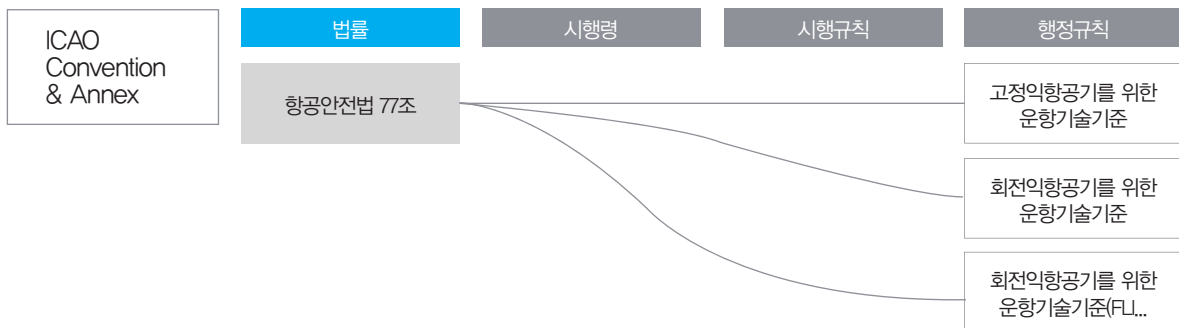 ICAO
Convention
& Annex
법률
시행령
시행규칙
행정규칙
항공안전법 77조
고정익항공기를 위한
운항기술기준
회전익항공기를 위한
운항기술기준
회전익항공기를 위한
운항기술기준(FLI...